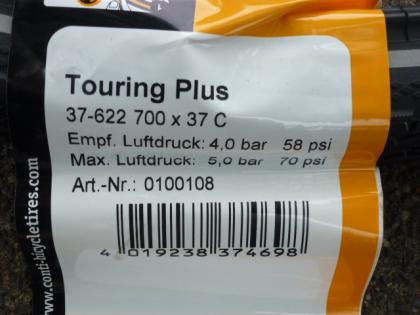 Touring Plus
37-622 700 x 37 C
Empf. Luftdruck: 4,0 bar 58 psi
Max. Luftdruck: 5,0 bar 70 psi
Art.-Nr.: 0100108
4 019238 374698
www.conti-bicycletires.com